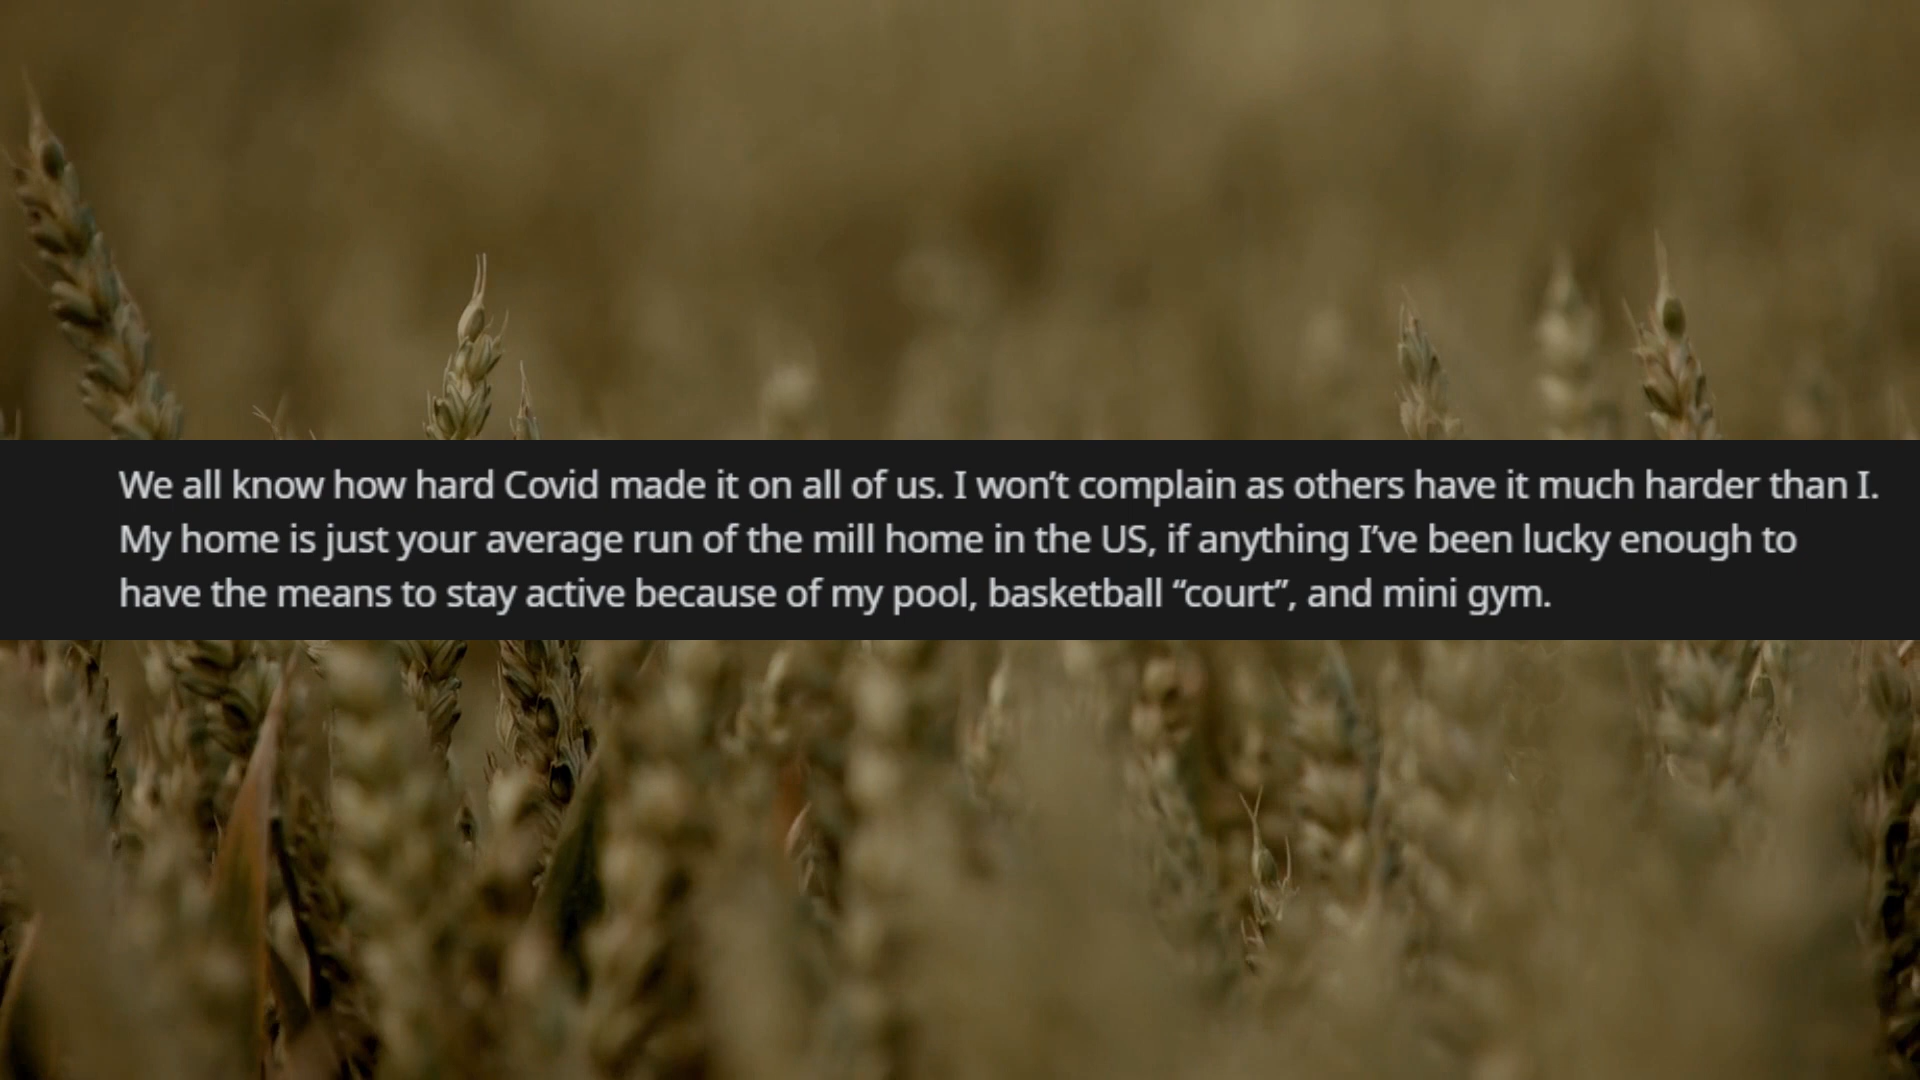 We all know how hard Covid made it on all of us. I won’t complain as others have it much harder than I.
My home is just your average run of the mill home in the US, if anything I’ve been lucky enough to
have the means to stay active because of my pool, basketball “court”, and mini gym.